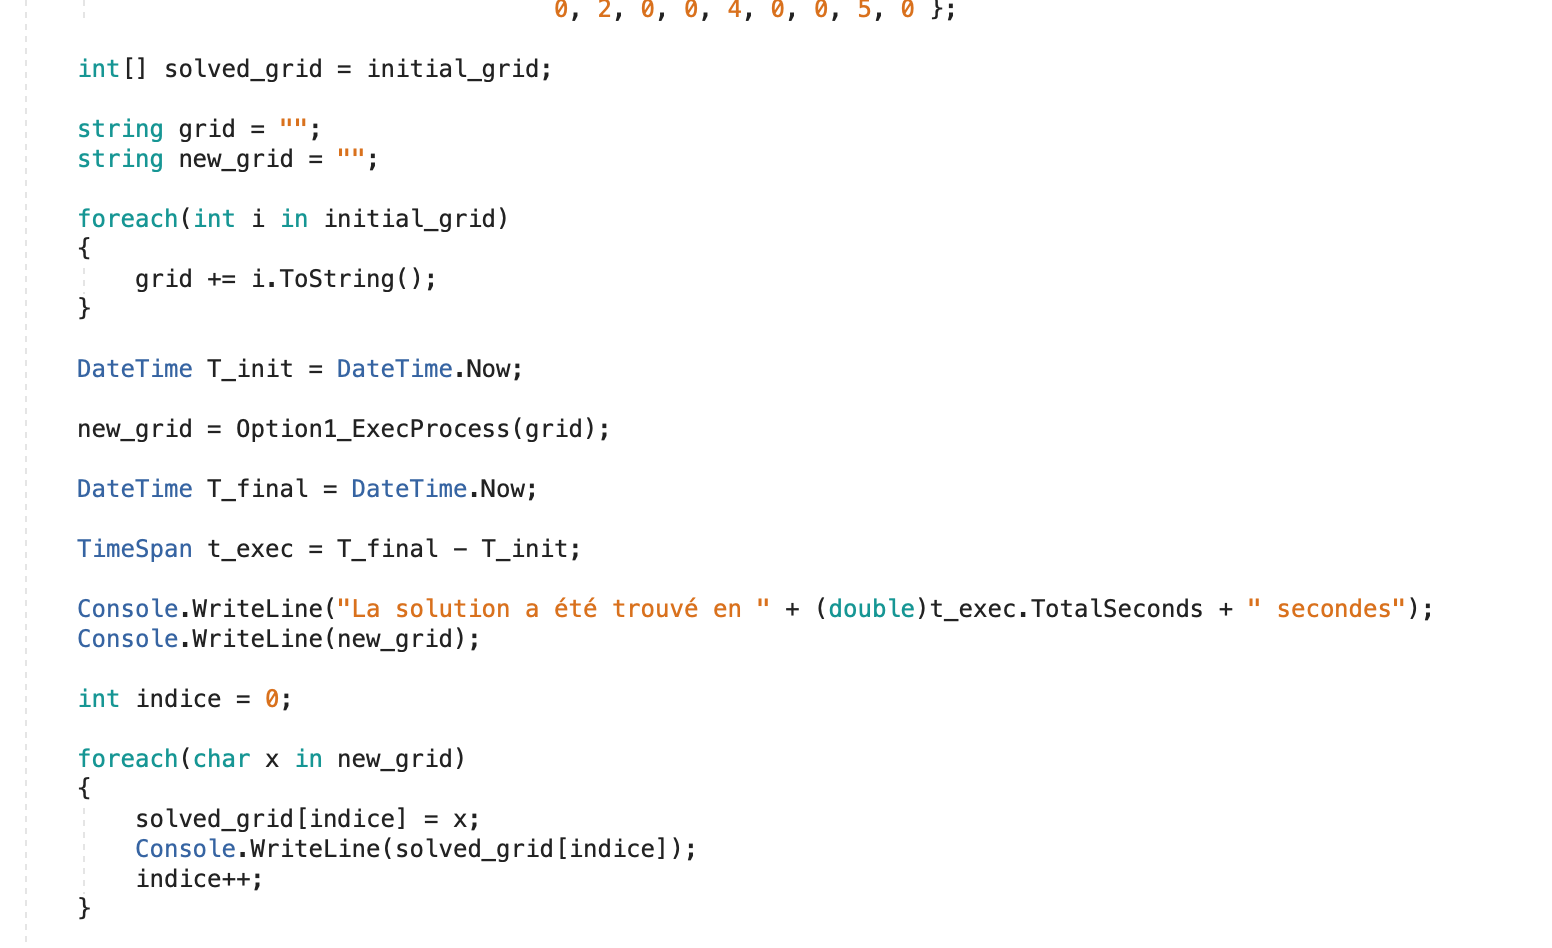 0, 2, 0, 0, 4, 0, 0, 5, 0 };
int[] solved_grid = initial_grid;
string grid = "";
string new_grid = "";
foreach(int i in initial_grid)
{
grid += i.ToString();
}
DateTime T_init = DateTime.Now;
new_grid = Option1_ExecProcess(grid);
DateTime T_final = DateTime.Now;
TimeSpan t_exec = T_final - T_init;
Console.WriteLine("La solution a été trouvé en " + (double)t_exec.TotalSeconds + " secondes");
Console.WriteLine(new_grid);
int indice = 0;
foreach(char x in new_grid)
{
solved_grid[indice] = x;
Console.WriteLine(solved_grid[indice]);
indice++;
}